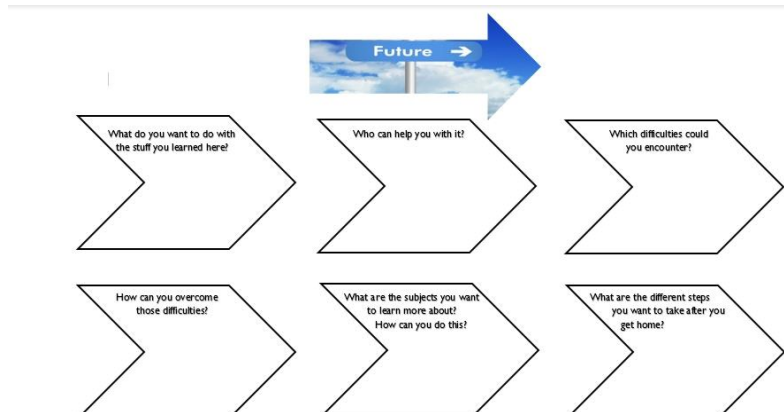 Future
What do you want to do with
the stuff you learned here?
Who can help you with it?
Which difficulties could
you encounter?
How can you overcome
those difficulties?
What are the subjects you want
to learn more about?
How can you do this?
What are the different steps
you want to take after you
get home?